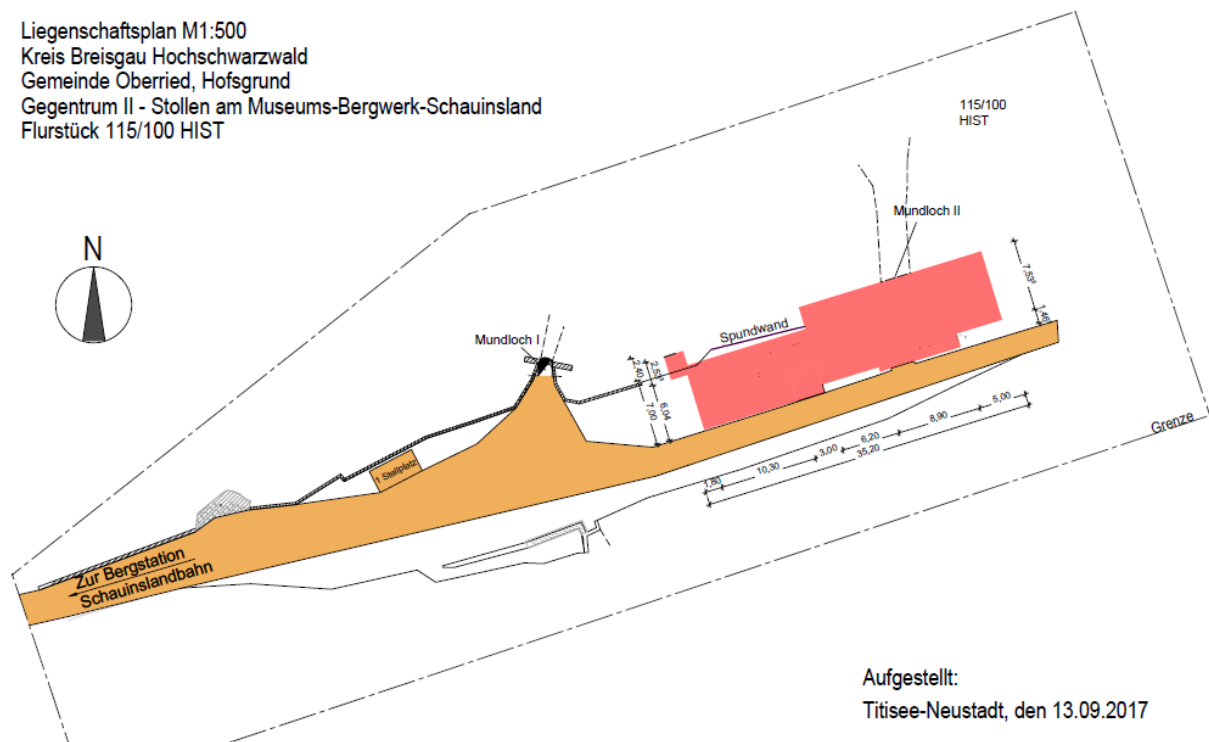 Liegenschaftsplan M1:500
Kreis Breisgau Hochschwarzwald
Gemeinde Oberried, Hofsgrund
Gegentrum II - Stollen am Museums-Bergwerk-Schauinsland
Flurstück 115/100 HIST
115/100
HIST
N
Mundloch II
Mundloch I
Spundwand
7,53⁵
1,46⁵
2,40
2,53⁵
7,00
6,04
1 Stellplatz
1,80
10,30
3,00
6,20
8,90
5,00
35,20
Grenze
Zur Bergstation
Schauinslandbahn
Aufgestellt:
Titisee-Neustadt, den 13.09.2017